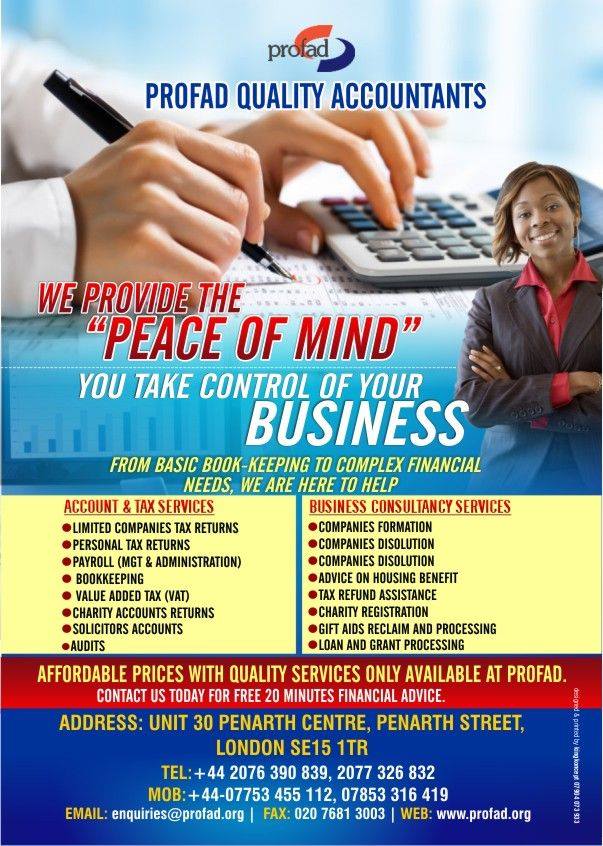 profad
PROFAD QUALITY ACCOUNTANTS
WE PROVIDE THE
"PEACE OF MIND"
YOU TAKE CONTROL OF YOUR
BUSINESS
FROM BASIC BOOK-KEEPING TO COMPLEX FINANCIAL
NEEDS, WE ARE HERE TO HELP
ACCOUNT & TAX SERVICES
LIMITED COMPANIES TAX RETURNS
PERSONAL TAX RETURNS
PAYROLL (MGT & ADMINISTRATION)
BOOKKEEPING
VALUE ADDED TAX (VAT)
CHARITY ACCOUNTS RETURNS
SOLICITORS ACCOUNTS
AUDITS
BUSINESS CONSULTANCY SERVICES
COMPANIES FORMATION
COMPANIES DISOLUTION
COMPANIES DISOLUTION
ADVICE ON HOUSING BENEFIT
TAX REFUND ASSISTANCE
CHARITY REGISTRATION
GIFT AIDS RECLAIM AND PROCESSING
LOAN AND GRANT PROCESSING
AFFORDABLE PRICES WITH QUALITY SERVICES ONLY AVAILABLE AT PROFAD.
CONTACT US TODAY FOR FREE 20 MINUTES FINANCIAL ADVICE.
ADDRESS: UNIT 30 PENARTH CENTRE, PENARTH STREET,
LONDON SE15 1TR
TEL:+44 2076 390 839, 2077 326 832
MOB:+44-07753 455 112, 07853 316 419
EMAIL: enquiries@profad.org | FAX: 020 7681 3003 | WEB: www.profad.org
designed & printed by